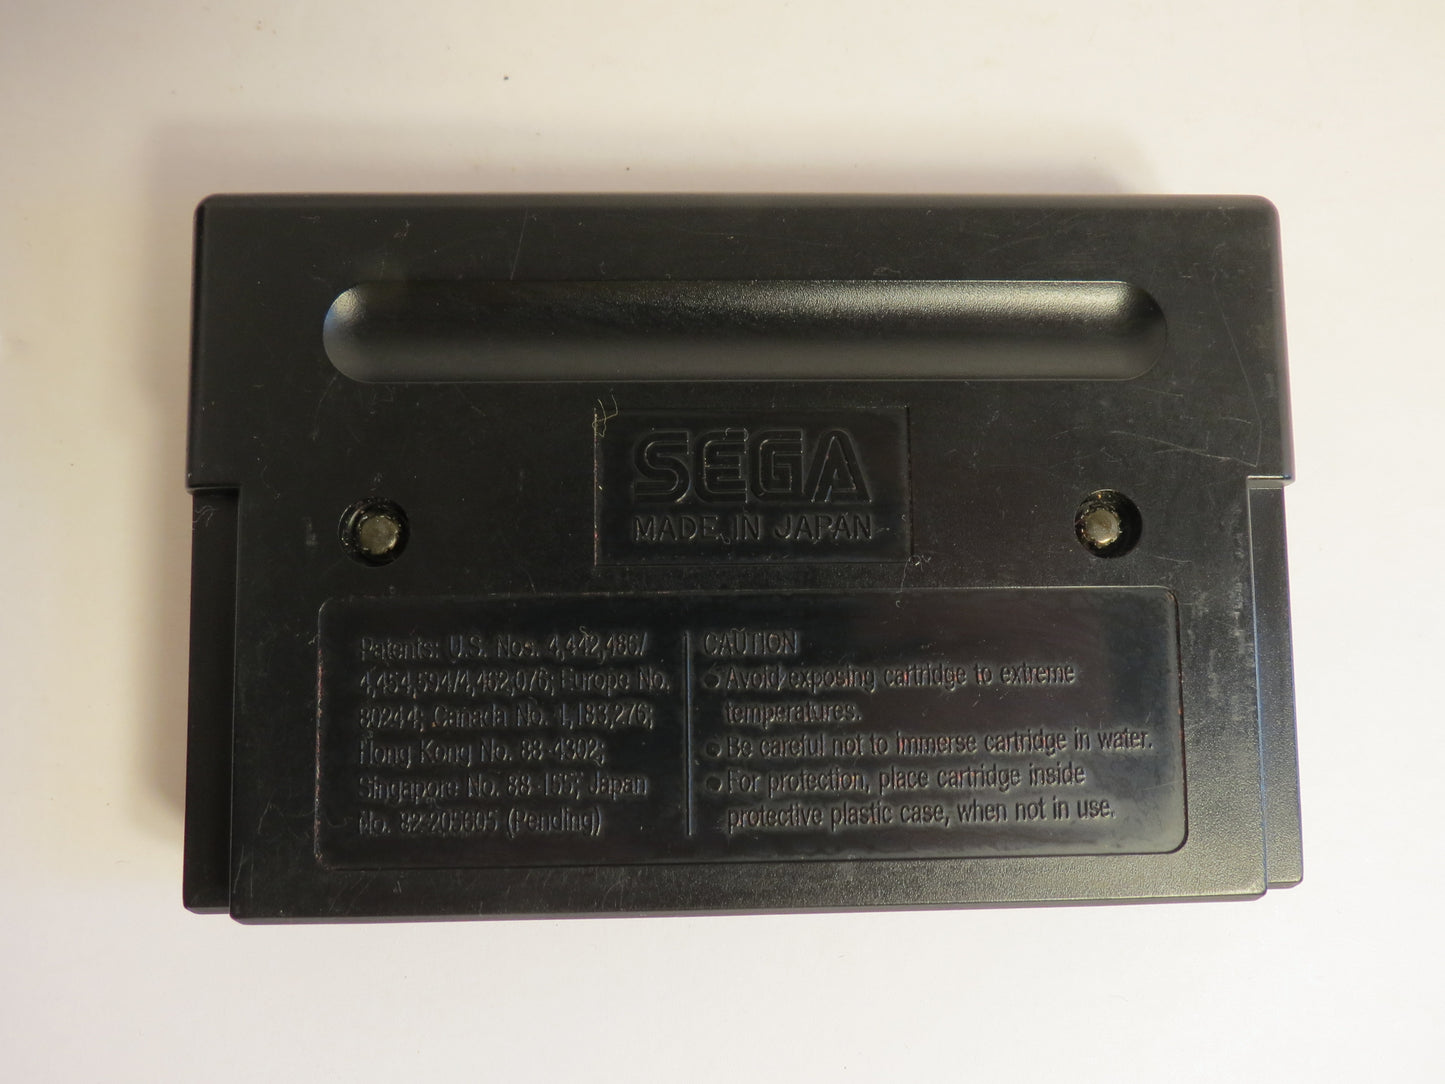 SEGA
MADE IN JAPAN
Patents: U.S. Nos. 4,442,486/
4,454,594/4,462,076; Europe No.
80244; Canada No. 1,183,276;
Hong Kong No. 88-4302;
Singapore No. 88-155; Japan
No. 82-205605 (Pending)
CAUTION
• Avoid exposing cartridge to extreme
temperatures.
• Be careful not to immerse cartridge in water.
• For protection, place cartridge inside
protective plastic case, when not in use.